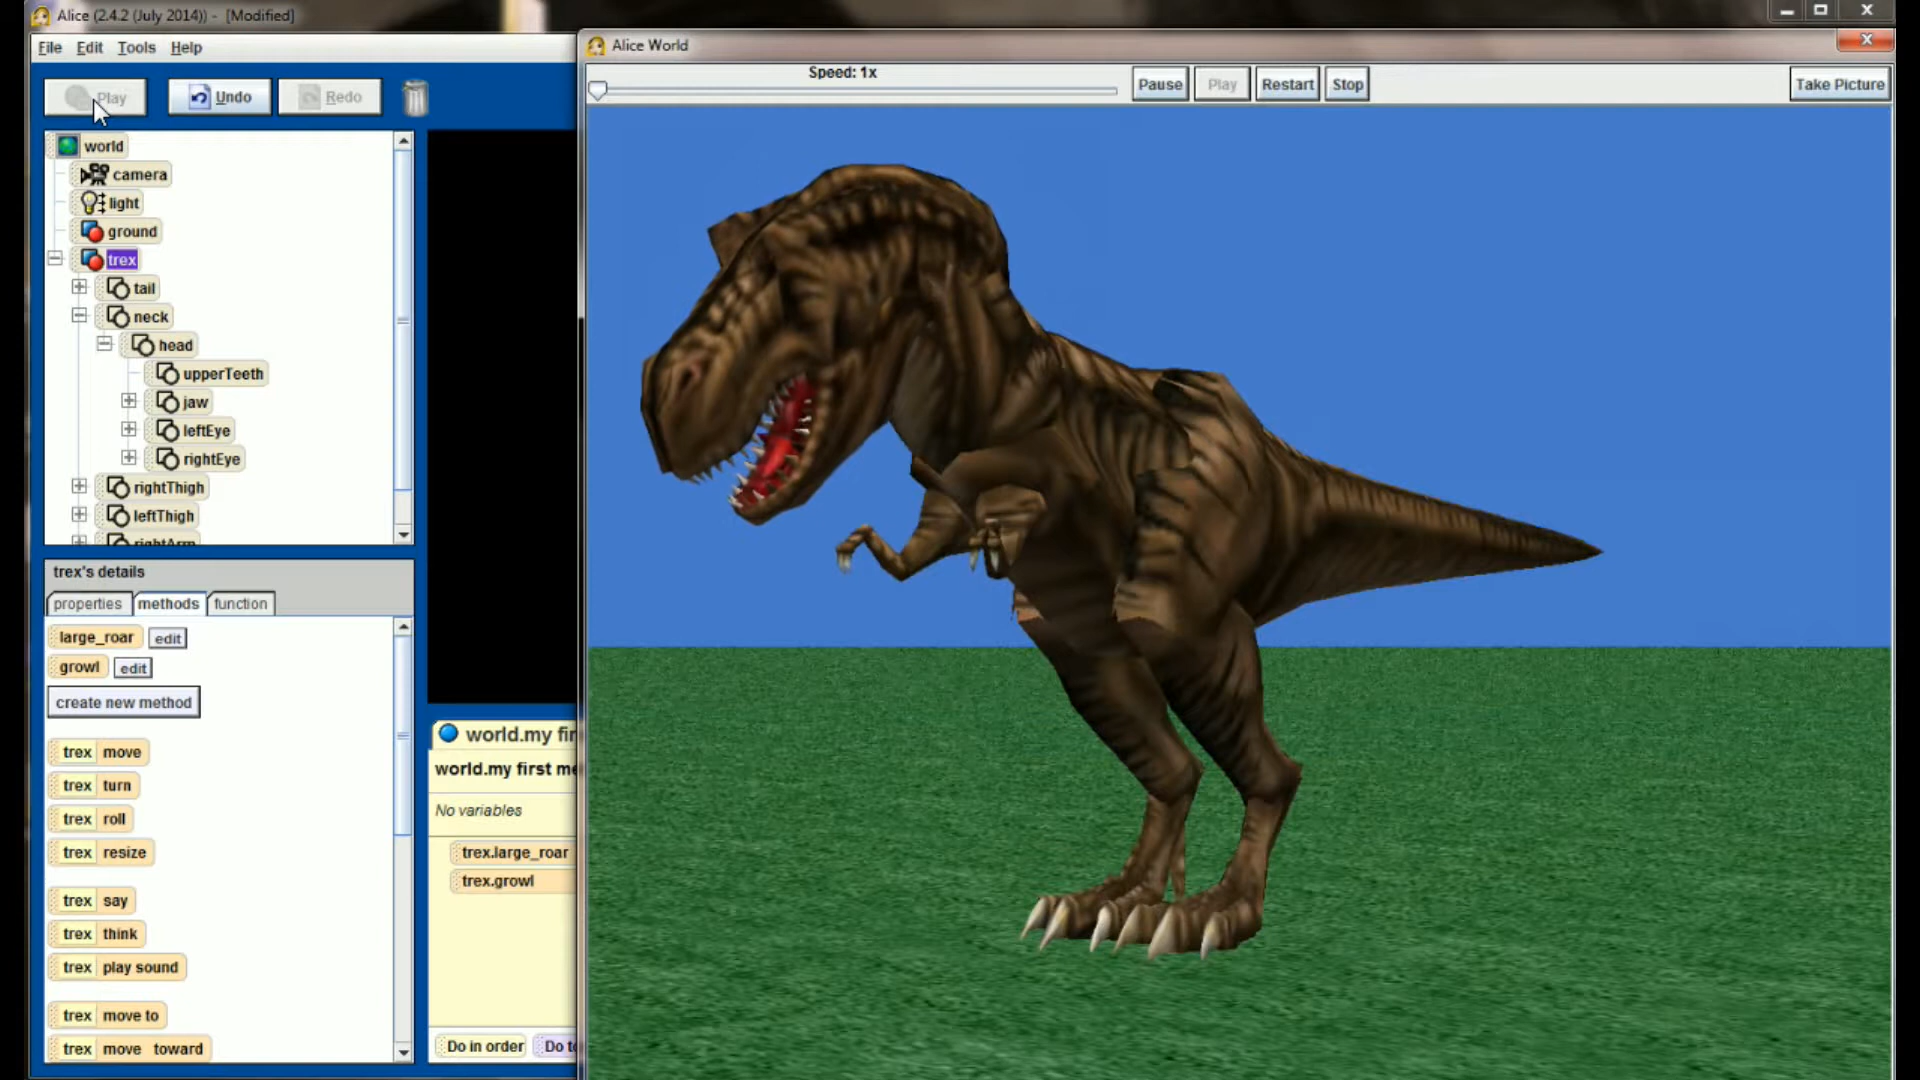 Alice (2.4.2 (July 2014)) - [Modified]
File Edit Tools Help
Play Undo Redo
world
camera
light
ground
trex
tail
neck
head
upperTeeth
jaw
leftEye
rightEye
rightThigh
leftThigh
rightArm
trex's details
properties methods function
large_roar edit
growl edit
create new method
trex move
trex turn
trex roll
trex resize
trex say
trex think
trex play sound
trex move to
trex move toward
world.my fir
world.my first me
No variables
trex.large_roar
trex.growl
Do in order Do to
Alice World
Speed: 1x
Pause Play Restart Stop Take Picture